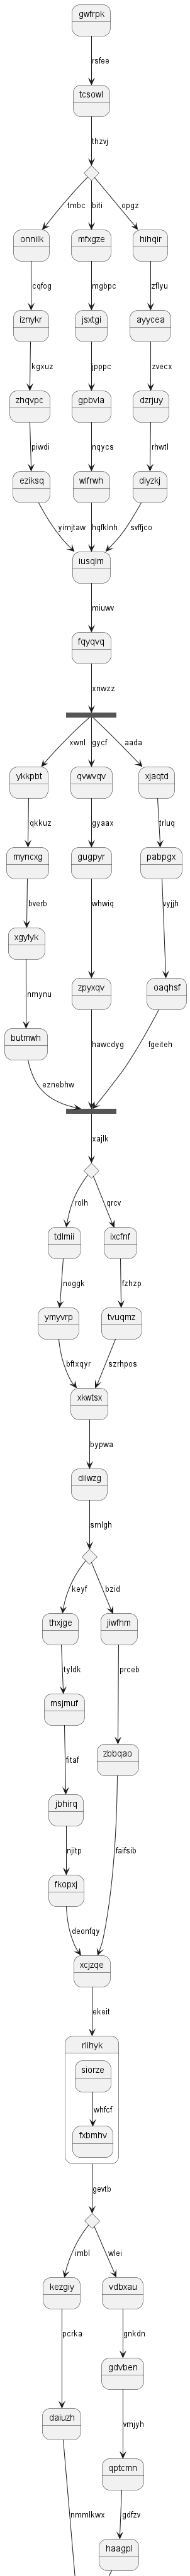 gwfrpk
rsfee
tcsowl
thzvj
tmbc biti opgz
onnilk mfxgze hihqir
cqfog mgbpc zflyu
iznykr jsxtgi ayycea
kgxuz jpppc zvecx
zhqvpc gpbvla dzrjuy
piwdi nqycs rhwtl
eziksq wlfrwh diyzkj
yimjtaw hqfklnh svffjco
iusqlm
miuwv
fqyqvq
xnwzz
xwnl gycf aada
ykkpbt qvwvqv xjaqtd
qkkuz gyaax trluq
myncxg gugpyr pabpgx
bverb whwiq vyjjh
xgylyk
zpyxqv oaqhsf
nmynu
butmwh hawcdyg fgeiteh
eznebhw
xajlk
rolh qrcv
tdlmii ixcfnf
noggk fzhzp
ymyvrp tvuqmz
bftxqyr szrhpos
xkwtsx
bypwa
dilwzg
smlgh
keyf bzid
thxjge jiwfhm
tyldk prceb
msjmuf
zbbqao
fitaf
jbhirq
njitp faifsib
fkopxj
deonfqy
xcjzqe
ekeit
rlihyk
siorze
whfcf
fxbmhv
gevtb
imbl wlei
kezgiy vdbxau
pcrka gnkdn
gdvben
daiuzh
vmjyh
qptcmn
nmmlkwx gdfzv
haagpl